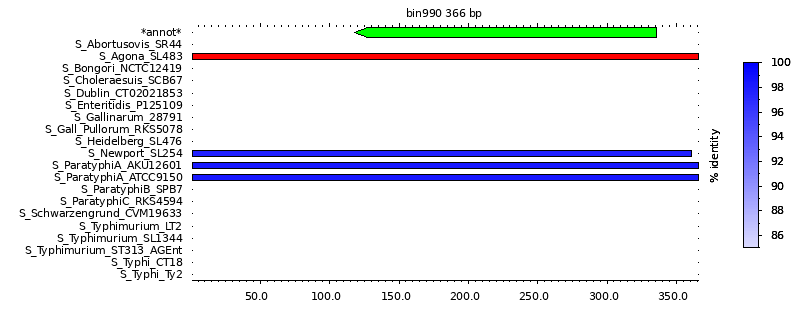 bin990 366 bp
*annot*
S_Abortusovis_SR44
S_Agona_SL483
S_Bongori_NCTC12419
S_Choleraesuis_SCB67
S_Dublin_CT02021853
S_Enteritidis_P125109
S_Gallinarum_28791
S_Gall_Pullorum_RKS5078
S_Heidelberg_SL476
S_Newport_SL254
S_ParatyphiA_AKU12601
S_ParatyphiA_ATCC9150
S_ParatyphiB_SPB7
S_ParatyphiC_RKS4594
S_Schwarzengrund_CVM19633
S_Typhimurium_LT2
S_Typhimurium_SL1344
S_Typhimurium_ST313_AGEnt
S_Typhi_CT18
S_Typhi_Ty2
50.0 100.0 150.0 200.0 250.0 300.0 350.0
% identity
100
98
96
94
92
90
88
86